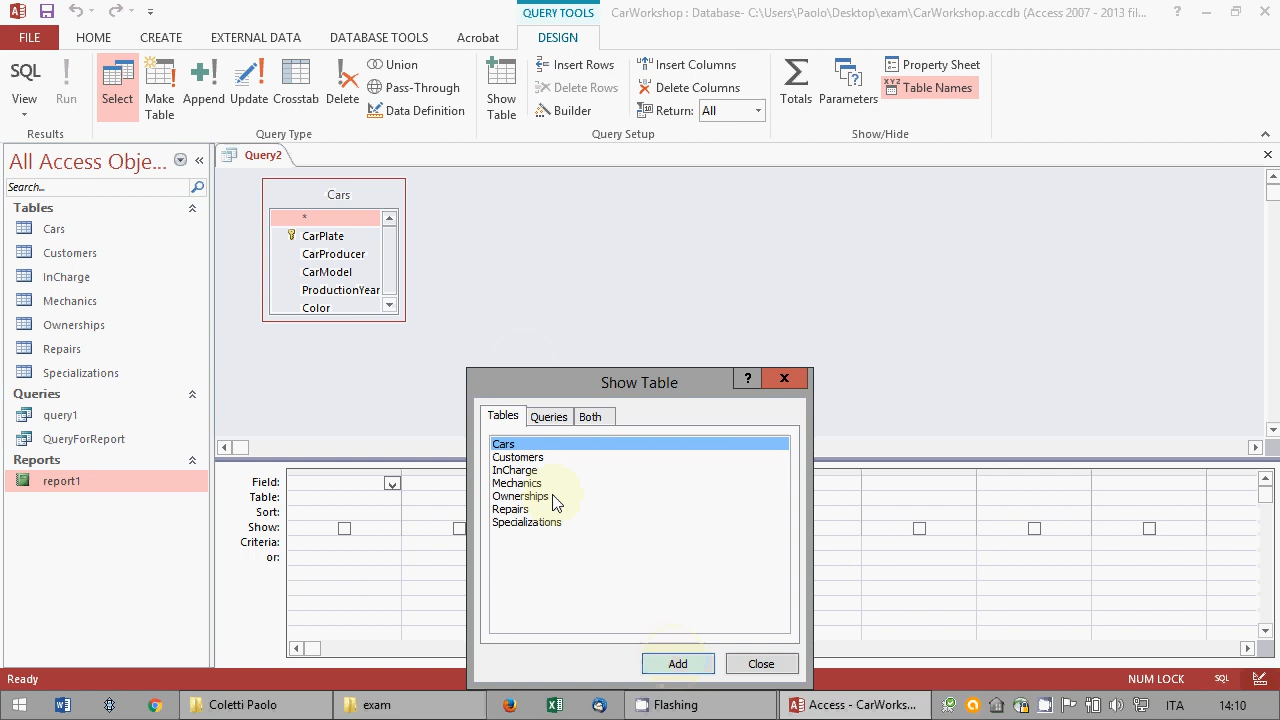 QUERY TOOLS
CarWorkshop : Database- C:\Users\Paolo\Desktop\exam\CarWorkshop.accdb (Access 2007 - 2013 fil...
?
FILE
HOME
CREATE
EXTERNAL DATA
DATABASE TOOLS
Acrobat
DESIGN
SQL
View
Run
Select
Make Table
Append
Update
Crosstab
Delete
Union
Pass-Through
Data Definition
Show Table
Insert Rows
Delete Rows
Builder
Insert Columns
Delete Columns
Return: All
Totals
Parameters
Property Sheet
XYZ Table Names
Results
Query Type
Query Setup
Show/Hide
All Access Obje...
Search...
Tables
Cars
Customers
InCharge
Mechanics
Ownerships
Repairs
Specializations
Queries
query1
QueryForReport
Reports
report1
Query2
Cars
*
CarPlate
CarProducer
CarModel
ProductionYear
Color
Field:
Table:
Sort:
Show:
Criteria:
or:
Show Table
?
Tables
Queries
Both
Cars
Customers
InCharge
Mechanics
Ownerships
Repairs
Specializations
Add
Close
Ready
NUM LOCK
SQL
Coletti Paolo
exam
Flashing
Access - CarWorks...
ITA
14:10